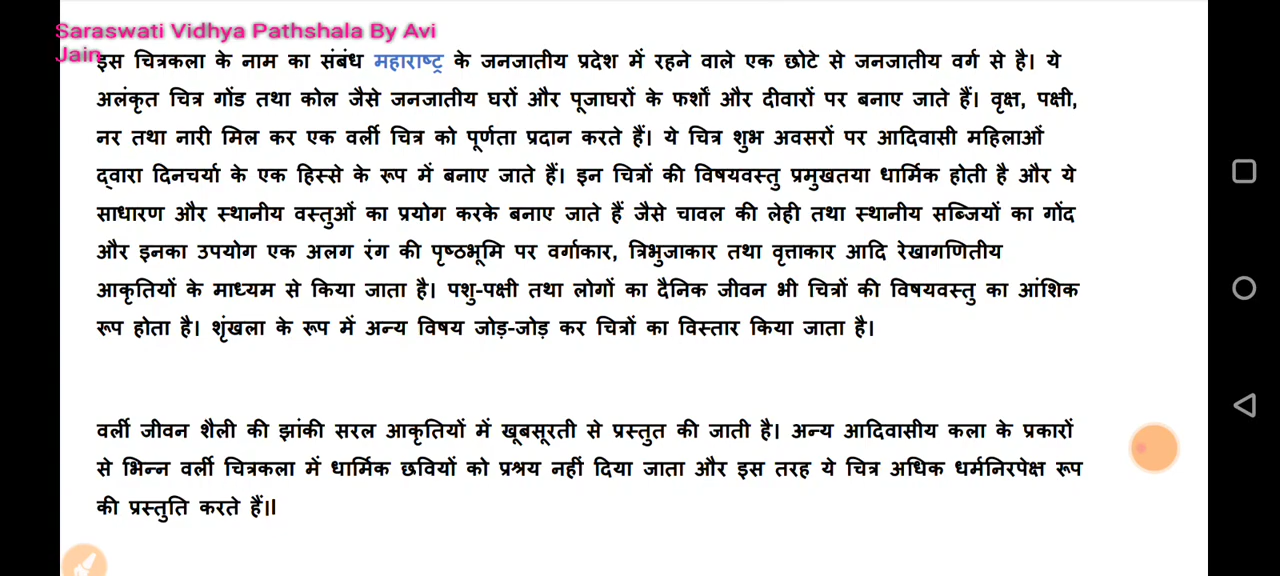 Saraswati Vidhya Pathshala By Avi
Jain
इस चित्रकला के नाम का संबंध महाराष्ट्र के जनजातीय प्रदेश में रहने वाले एक छोटे से जनजातीय वर्ग से है। ये
अलंकृत चित्र गोंड तथा कोल जैसे जनजातीय घरों और पूजाघरों के फर्शों और दीवारों पर बनाए जाते हैं। वृक्ष, पक्षी,
नर तथा नारी मिल कर एक वर्ली चित्र को पूर्णता प्रदान करते हैं। ये चित्र शुभ अवसरों पर आदिवासी महिलाओं
द्वारा दिनचर्या के एक हिस्से के रूप में बनाए जाते हैं। इन चित्रों की विषयवस्तु प्रमुखतया धार्मिक होती है और ये
साधारण और स्थानीय वस्तुओं का प्रयोग करके बनाए जाते हैं जैसे चावल की लेही तथा स्थानीय सब्जियों का गोंद
और इनका उपयोग एक अलग रंग की पृष्ठभूमि पर वर्गाकार, त्रिभुजाकार तथा वृत्ताकार आदि रेखागणितीय
आकृतियों के माध्यम से किया जाता है। पशु-पक्षी तथा लोगों का दैनिक जीवन भी चित्रों की विषयवस्तु का आंशिक
रूप होता है। शृंखला के रूप में अन्य विषय जोड़-जोड़ कर चित्रों का विस्तार किया जाता है।
वर्ली जीवन शैली की झांकी सरल आकृतियों में खूबसूरती से प्रस्तुत की जाती है। अन्य आदिवासीय कला के प्रकारों
से भिन्न वर्ली चित्रकला में धार्मिक छवियों को प्रश्रय नहीं दिया जाता और इस तरह ये चित्र अधिक धर्मनिरपेक्ष रूप
की प्रस्तुति करते हैं।।